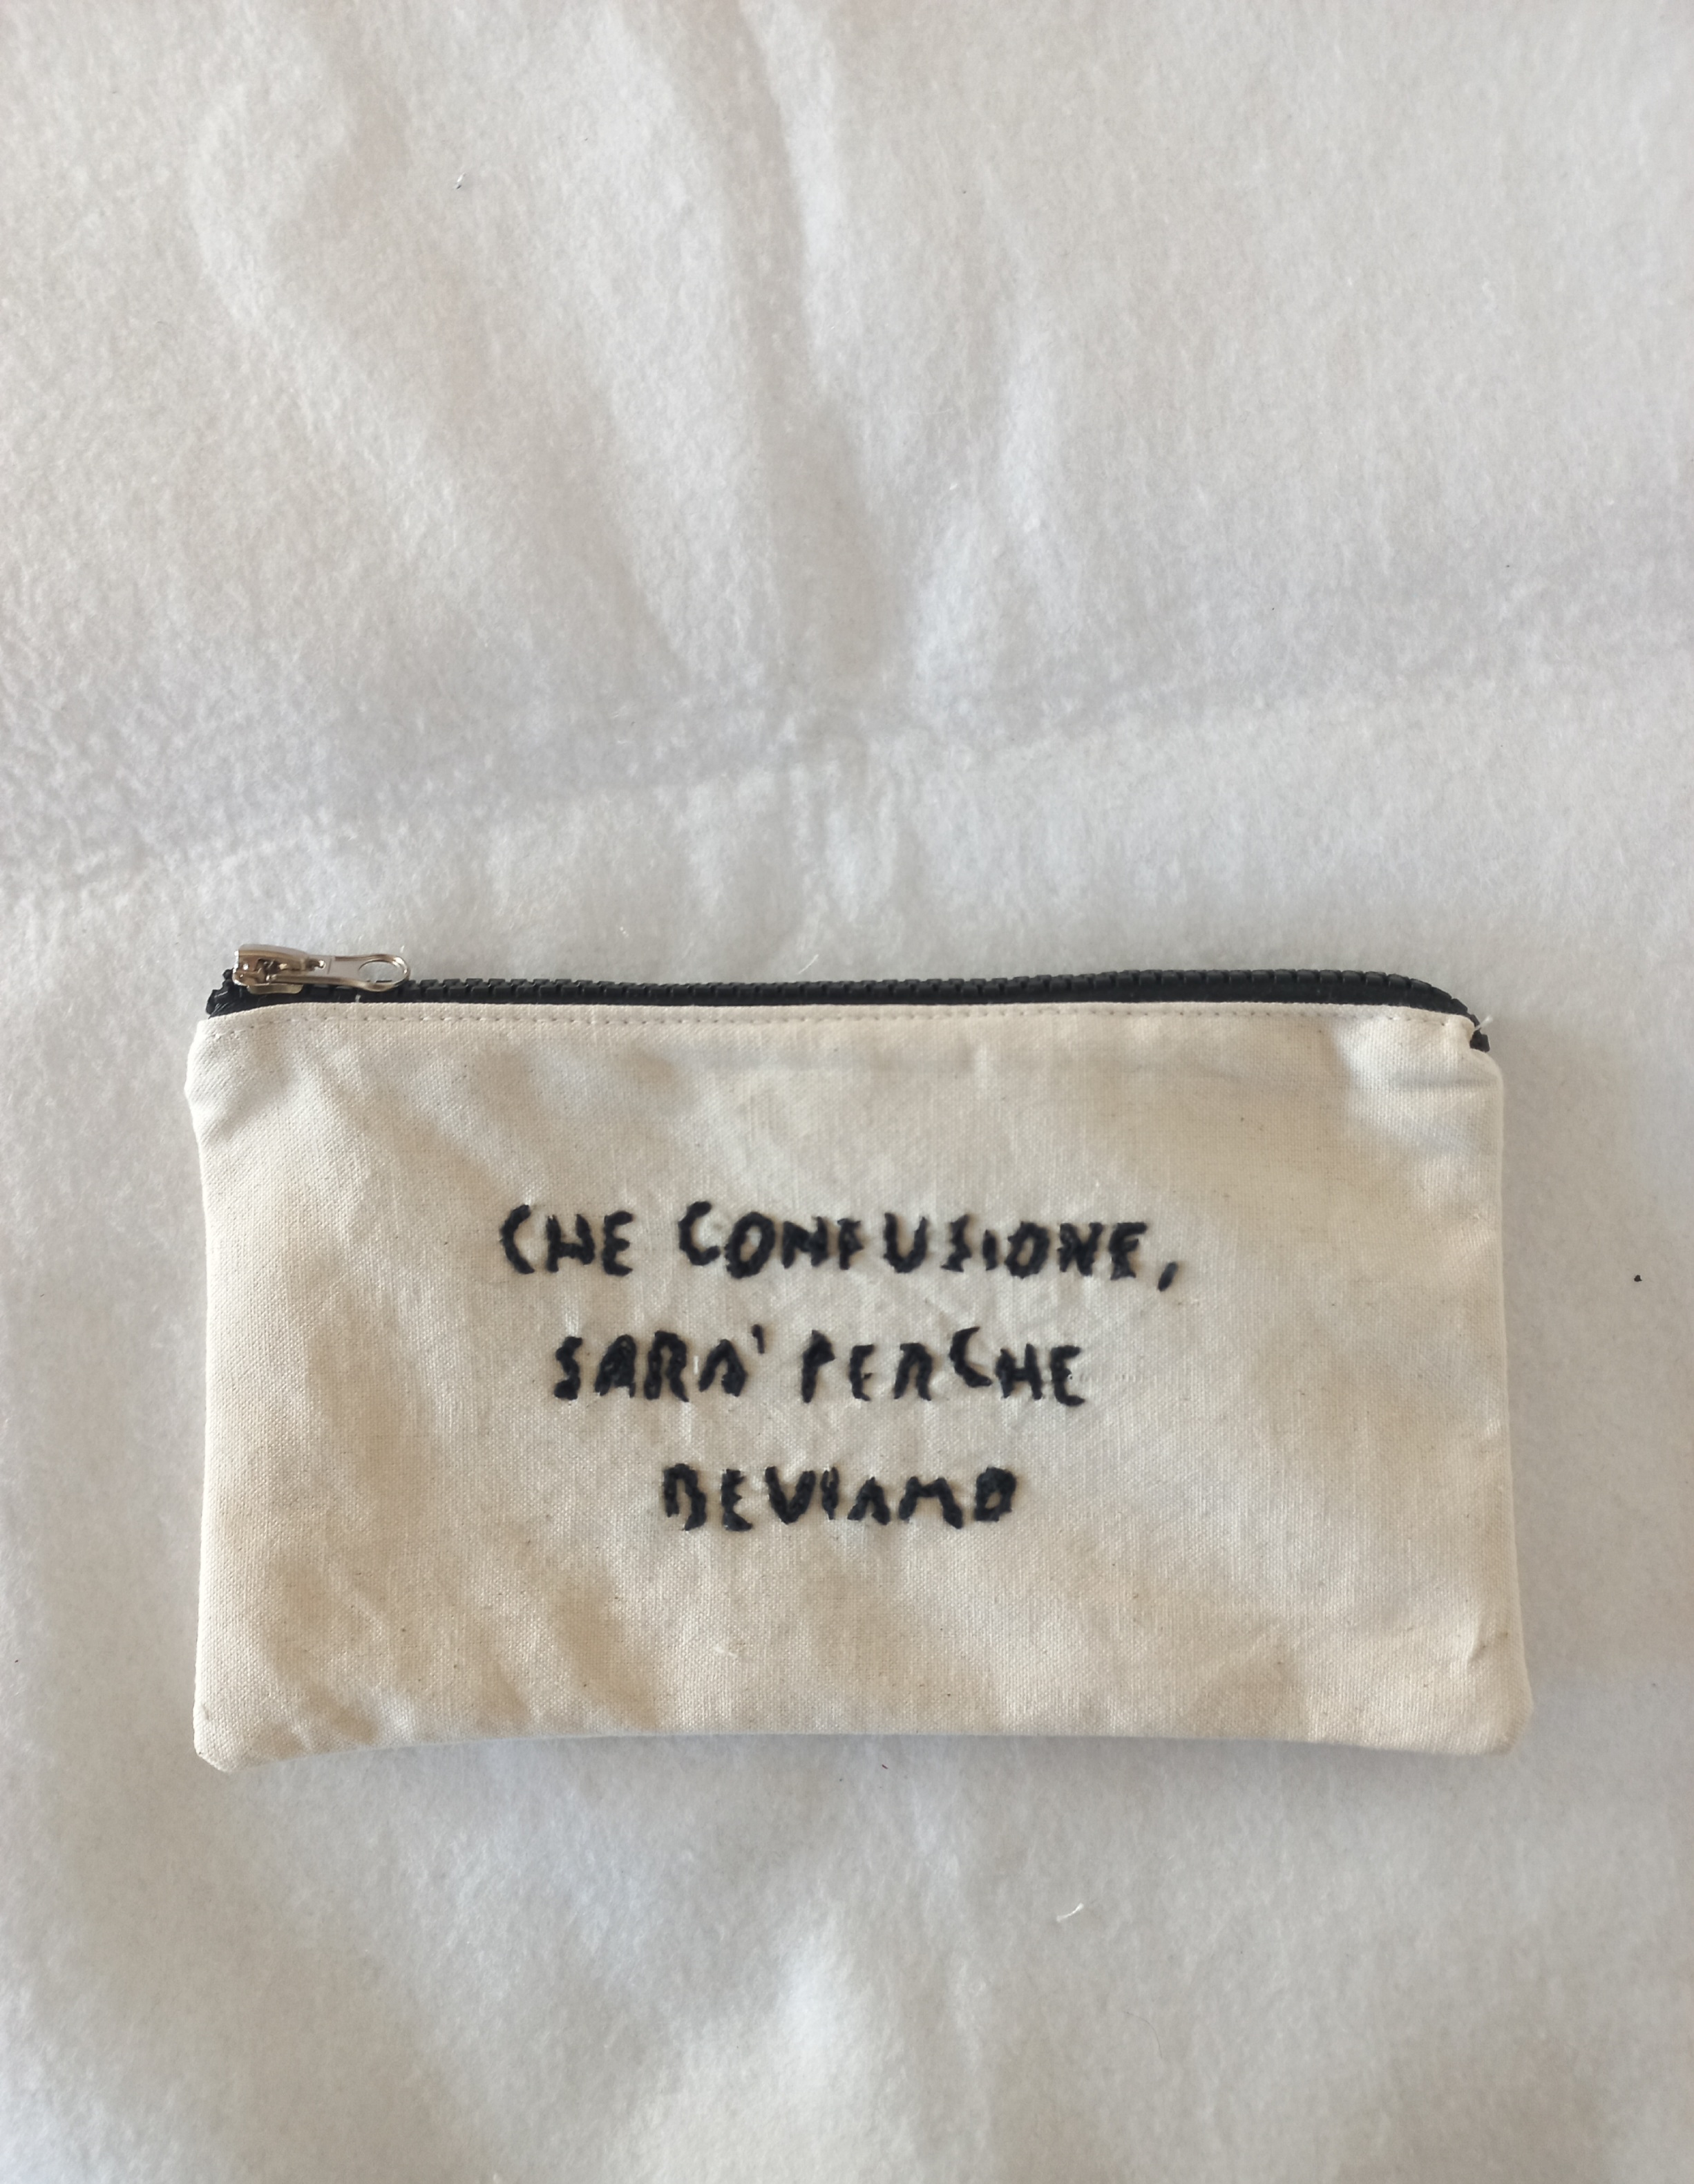 CHE CONFUSIONE,
SARA' PERCHE
BEVIAMO